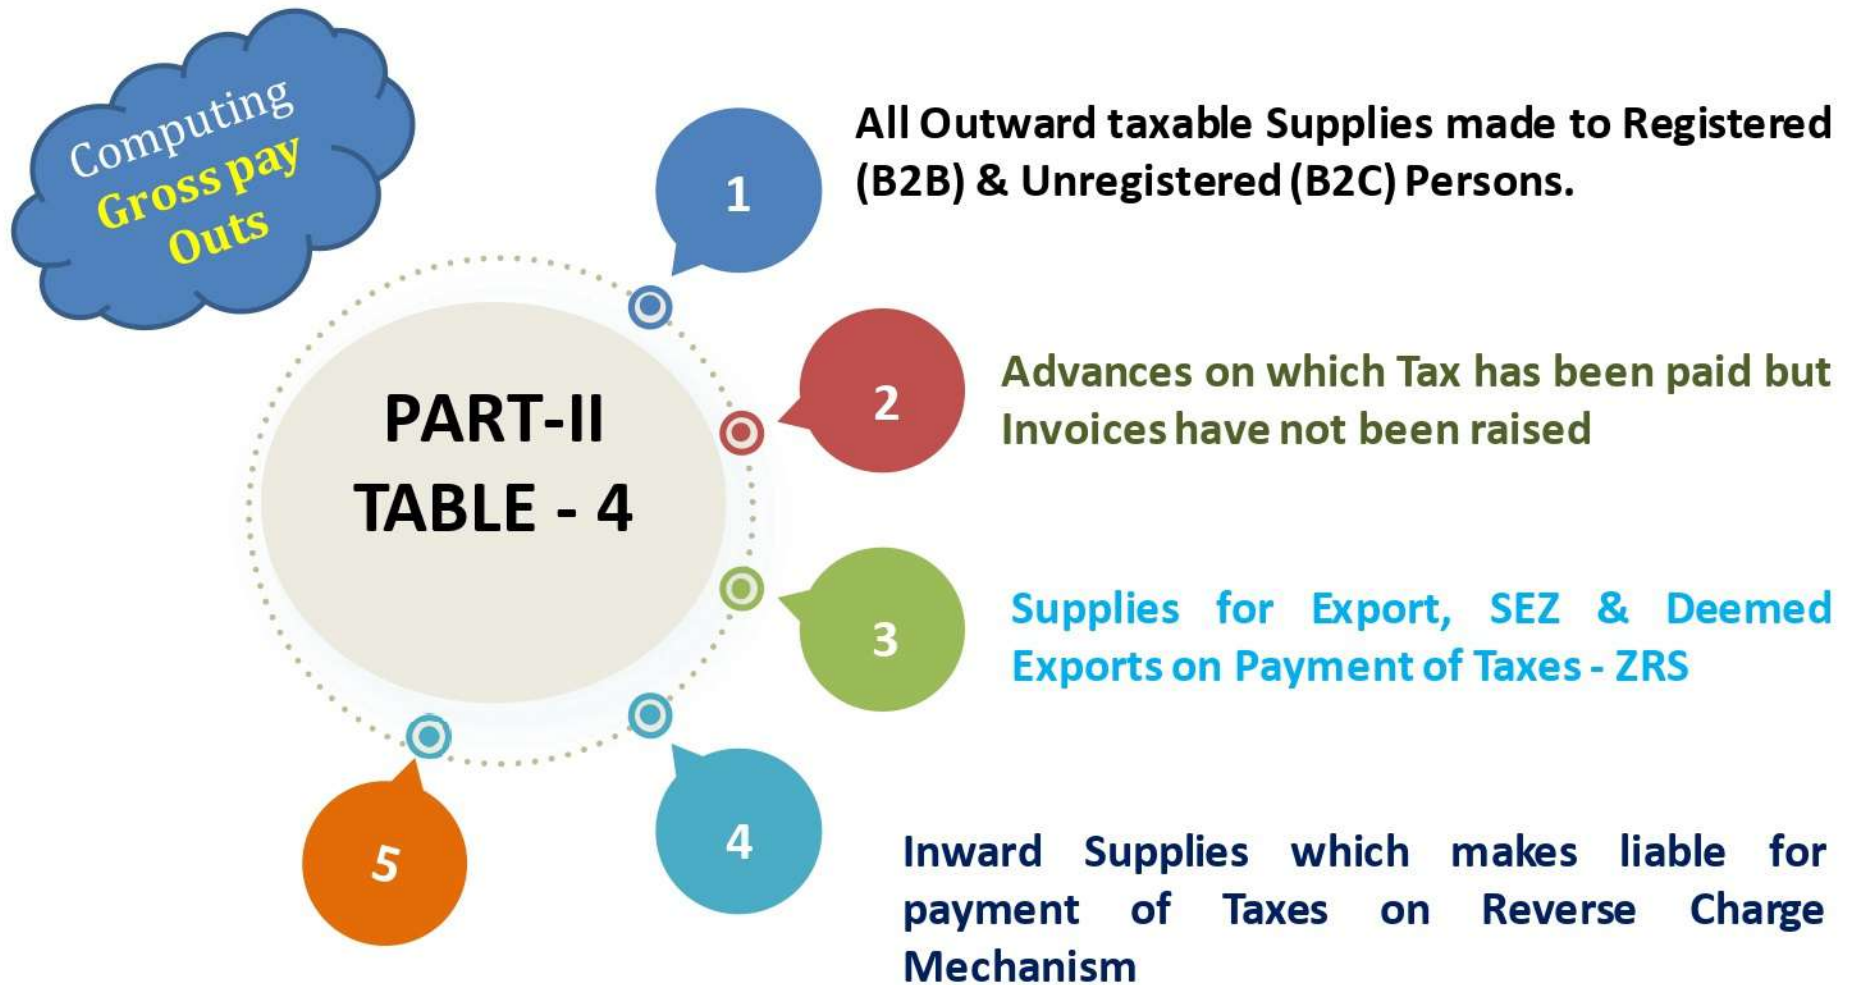 Computing
Gross pay
Outs
PART-II
TABLE - 4
1
All Outward taxable Supplies made to Registered
(B2B) & Unregistered (B2C) Persons.
2
Advances on which Tax has been paid but
Invoices have not been raised
3
Supplies for Export, SEZ & Deemed
Exports on Payment of Taxes - ZRS
4
Inward Supplies which makes liable for
payment of Taxes on Reverse Charge
Mechanism
5